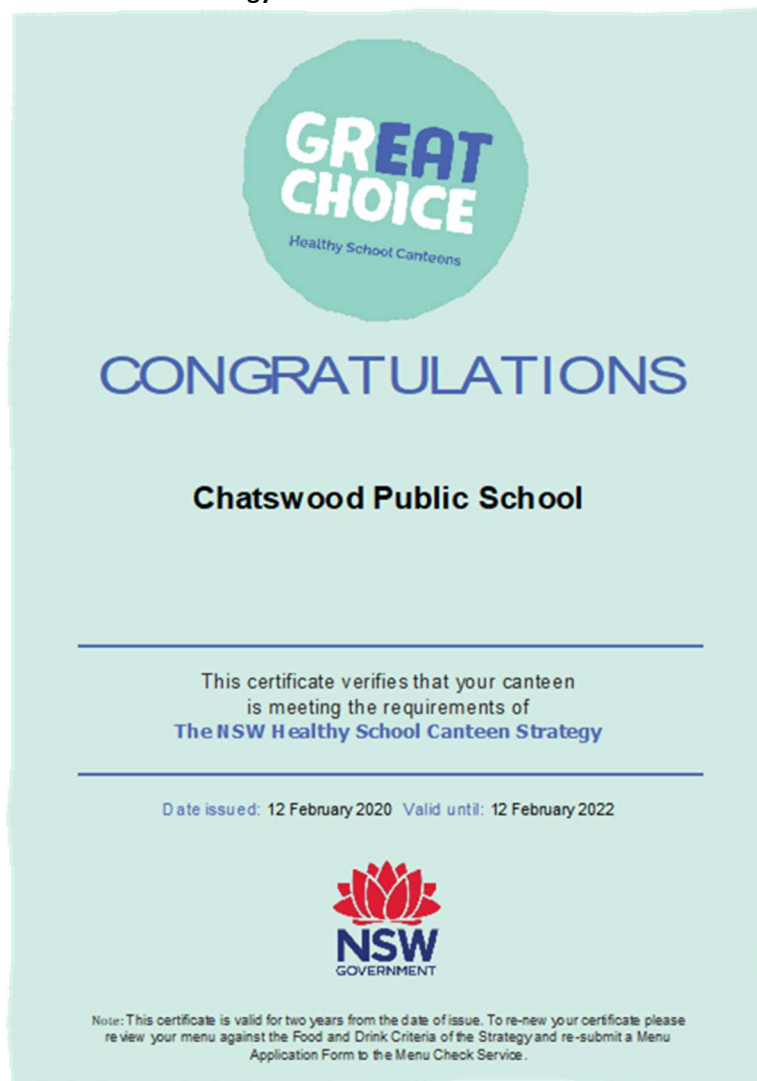 GREAT
CHOICE
Healthy School Canteens
CONGRATULATIONS
Chatswood Public School
This certificate verifies that your canteen
is meeting the requirements of
The NSW Healthy School Canteen Strategy
Date issued: 12 February 2020 Valid until: 12 February 2022
NSW
GOVERNMENT
Note: This certificate is valid for two years from the date of issue. To re-new your certificate please
review your menu against the Food and Drink Criteria of the Strategy and re-submit a Menu
Application Form to the Menu Check Service.